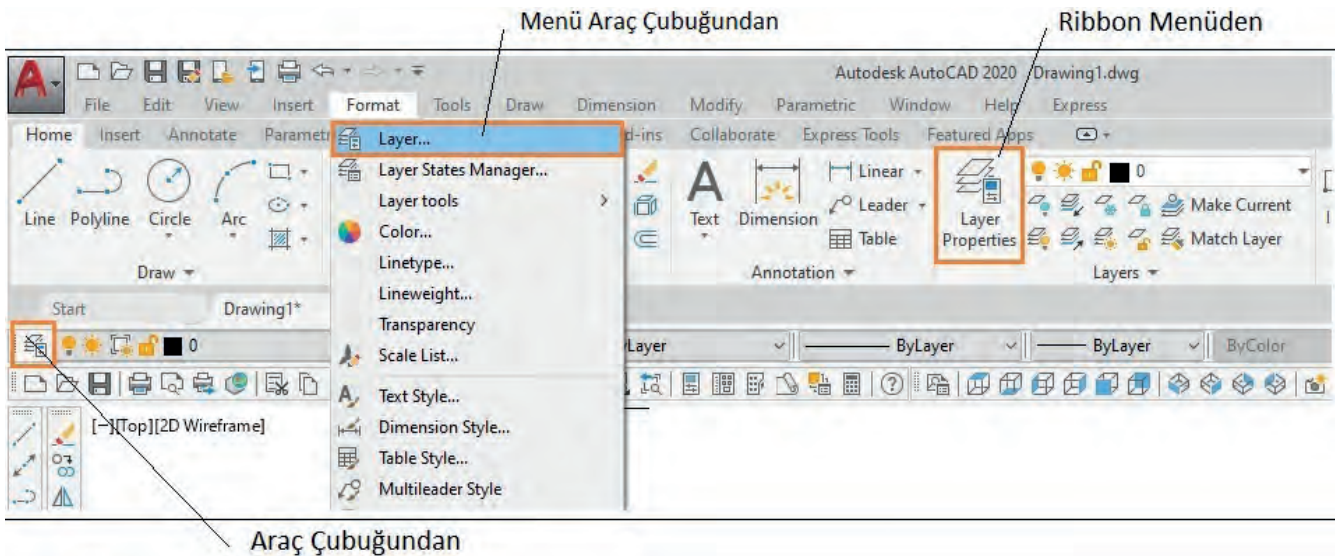 Menü Araç Çubuğundan
Ribbon Menüden
Autodesk AutoCAD 2020 Drawing1.dwg
File Edit View Insert Format Tools Draw Dimension Modify Parametric Window Help Express
Home Insert Annotate Parametr d-ins Collaborate Express Tools Featured Apps
Layer...
Layer States Manager...
Layer tools
Color...
Linetype...
Lineweight...
Transparency
Scale List...
Text Style...
Dimension Style...
Table Style...
Multileader Style
Line Polyline Circle Arc
Draw
Text Dimension
Linear
Leader
Table
Annotation
Layer
Properties
0
Make Current
Match Layer
Layers
Start Drawing1*
0 yLayer ByLayer ByLayer ByColor
[−][Top][2D Wireframe]
Araç Çubuğundan